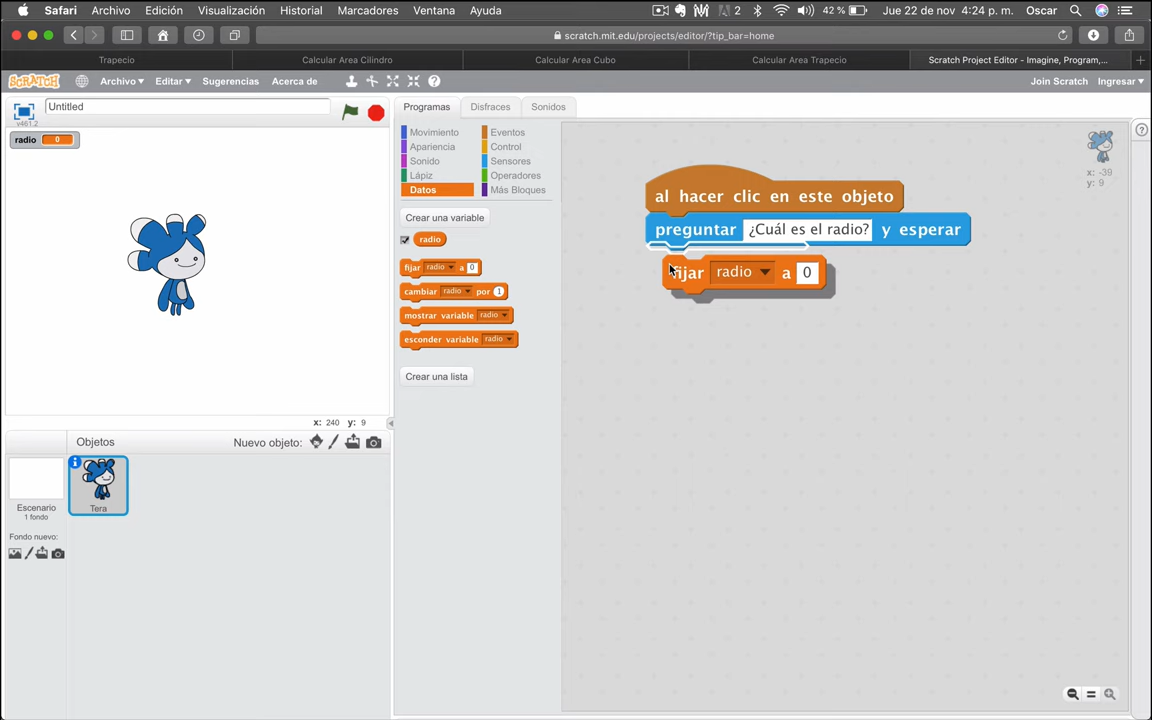 Safari Archivo Edición Visualización Historial Marcadores Ventana Ayuda 2 42 % Jue 22 de nov 4:24 p. m. Oscar
scratch.mit.edu/projects/editor/?tip_bar=home
Trapecio Calcular Area Cilindro Calcular Area Cubo Calcular Area Trapecio Scratch Project Editor - Imagine, Program,...
SCRATCH Archivo Editar Sugerencias Acerca de Join Scratch Ingresar
Untitled
v461.2
Programas Disfraces Sonidos
radio 0
Movimiento Eventos
Apariencia Control
Sonido Sensores
Lápiz Operadores
Datos Más Bloques
Crear una variable
radio
fijar radio a 0
cambiar radio por 1
mostrar variable radio
esconder variable radio
Crear una lista
al hacer clic en este objeto
preguntar ¿Cuál es el radio? y esperar
fijar radio a 0
x: -39
y: 9
x: 240 y: 9
Objetos Nuevo objeto:
Escenario
1 fondo
Tera
Fondo nuevo: